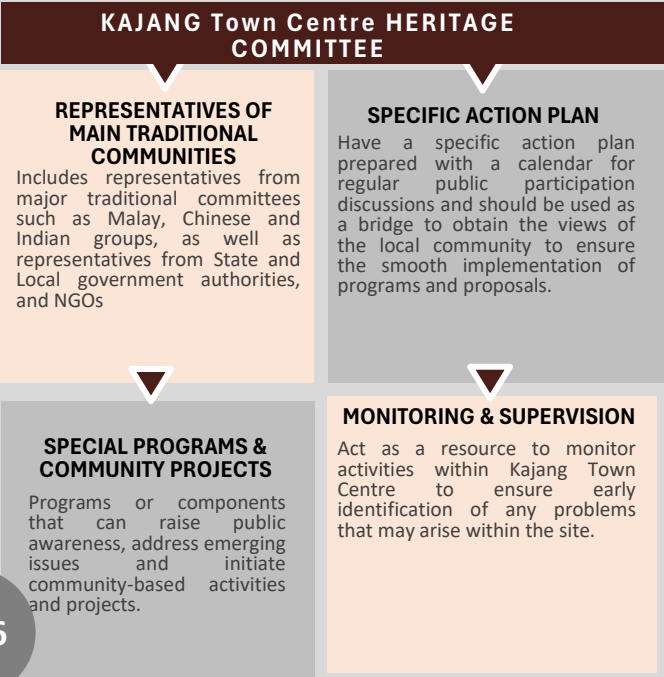 KAJANG Town Centre HERITAGE
COMMITTEE
REPRESENTATIVES OF
MAIN TRADITIONAL
COMMUNITIES
Includes representatives from
major traditional committees
such as Malay, Chinese and
Indian groups, as well as
representatives from State and
Local government authorities,
and NGOs
SPECIFIC ACTION PLAN
Have a specific action plan
prepared with a calendar for
regular public participation
discussions and should be used as
a bridge to obtain the views of
the local community to ensure
the smooth implementation of
programs and proposals.
SPECIAL PROGRAMS &
COMMUNITY PROJECTS
Programs or components
that can raise public
awareness, address emerging
issues and initiate
community-based activities
and projects.
MONITORING & SUPERVISION
Act as a resource to monitor
activities within Kajang Town
Centre to ensure early
identification of any problems
that may arise within the site.